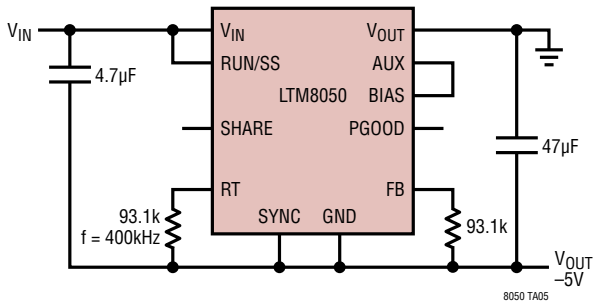 VIN
VIN
VOUT
RUN/SS
AUX
4.7µF
LTM8050
BIAS
SHARE
PGOOD
47µF
RT
FB
93.1k
f = 400kHz
SYNC
GND
93.1k
VOUT
–5V
8050 TA05